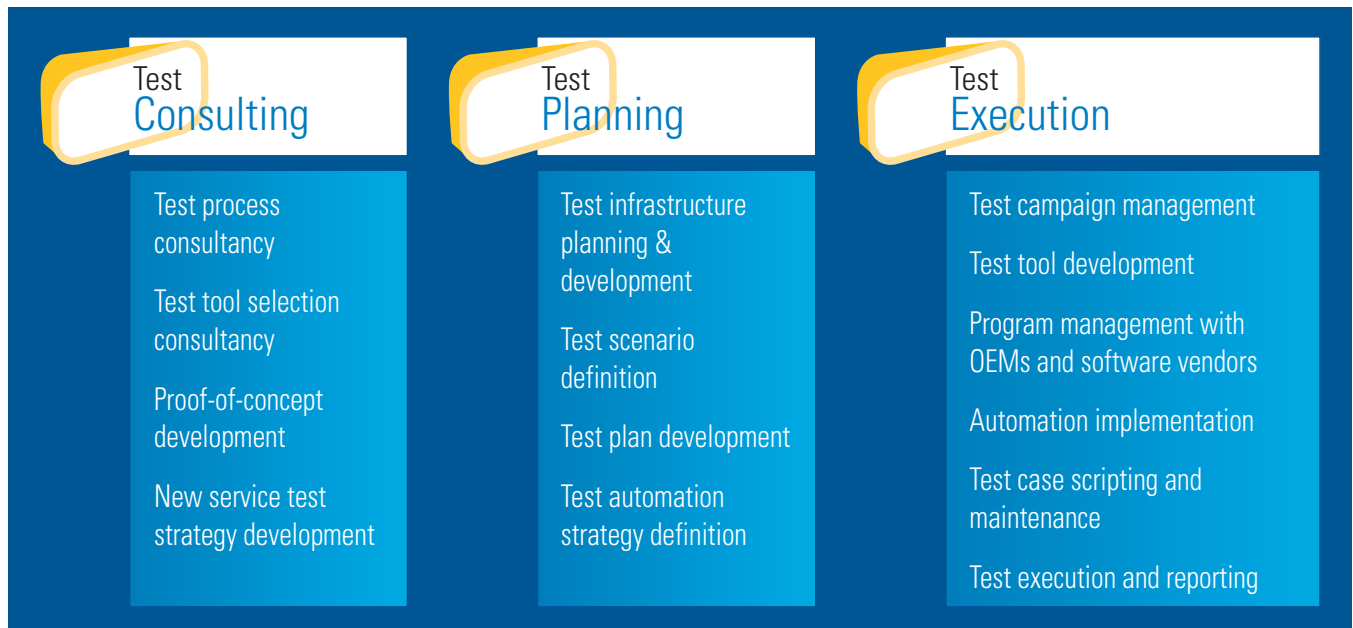 Test
Consulting
Test process
consultancy
Test tool selection
consultancy
Proof-of-concept
development
New service test
strategy development
Test
Planning
Test infrastructure
planning &
development
Test scenario
definition
Test plan development
Test automation
strategy definition
Test
Execution
Test campaign management
Test tool development
Program management with
OEMs and software vendors
Automation implementation
Test case scripting and
maintenance
Test execution and reporting